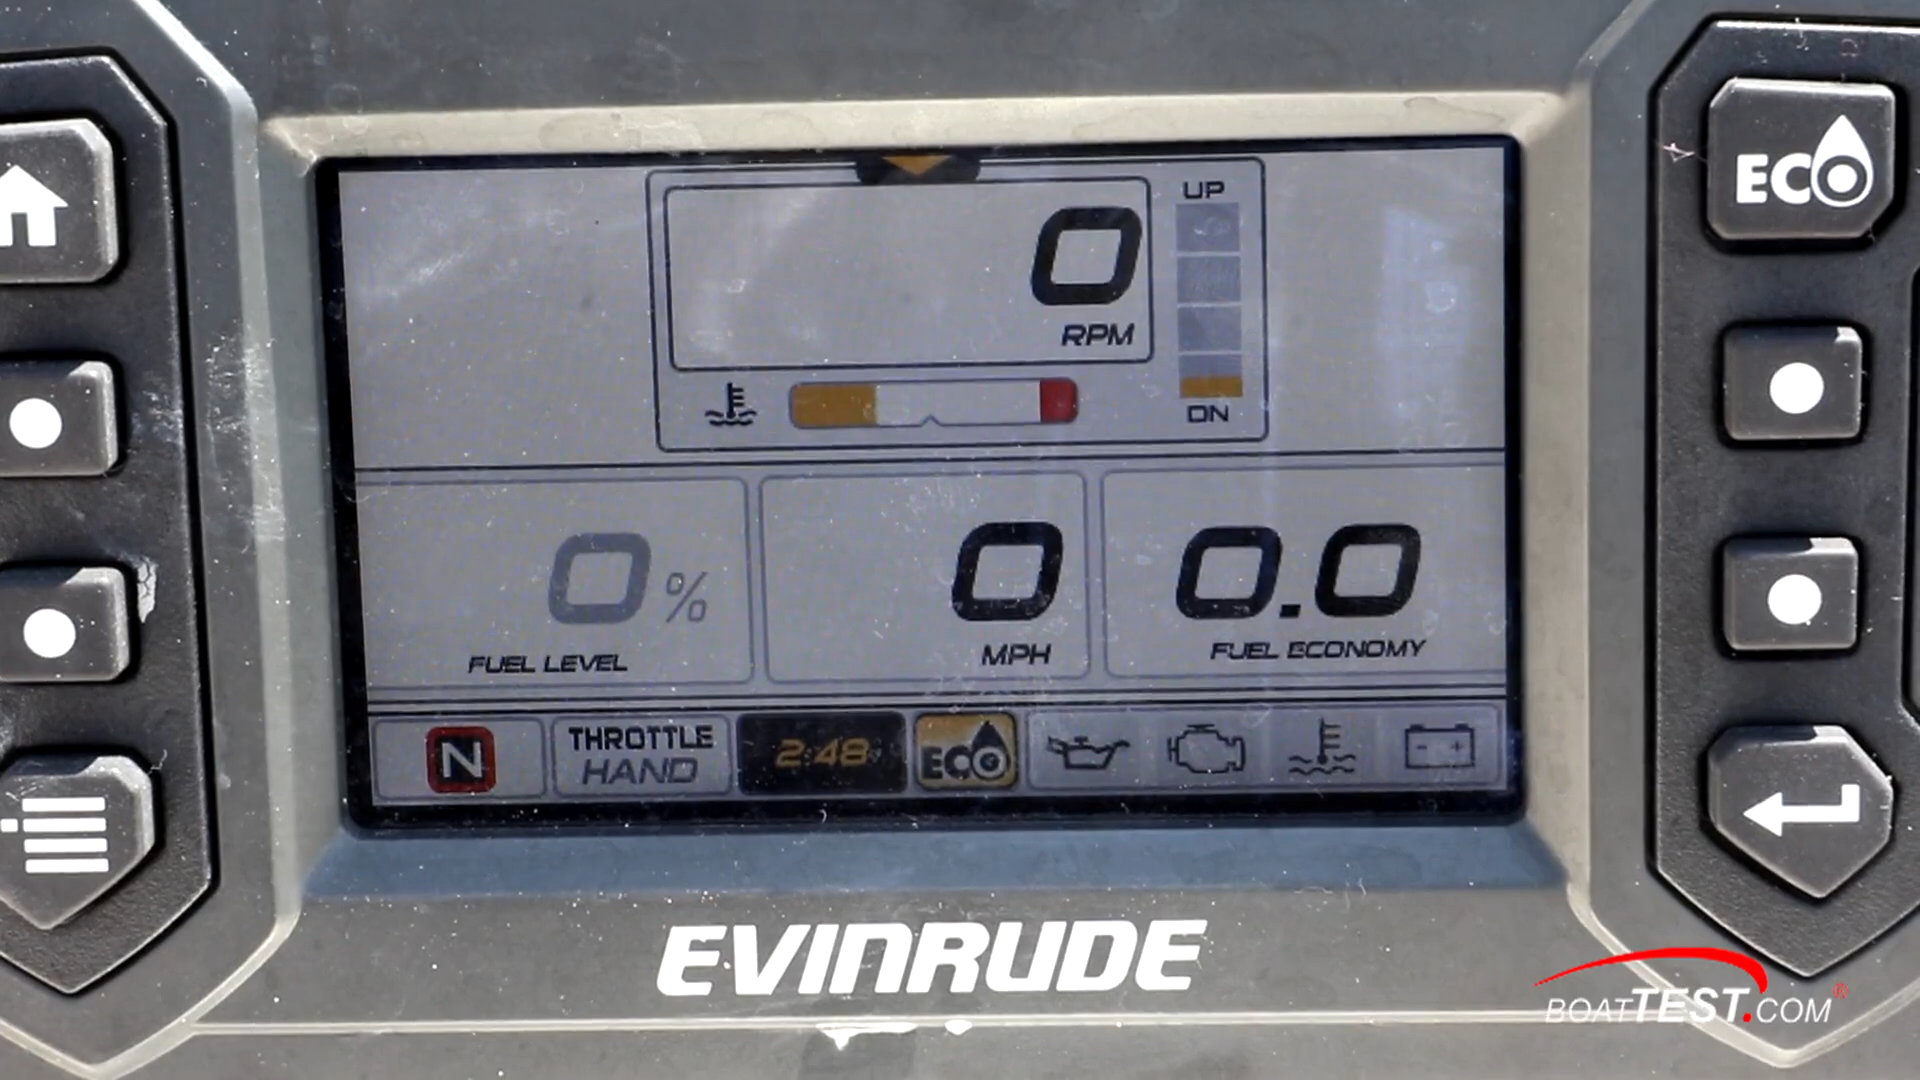 UP
ECO
0
RPM
DN
0 %
FUEL LEVEL
0
MPH
0.0
FUEL ECONOMY
N
THROTTLE
HAND
2:48
ECO
- +
EVINRUDE
BOATTEST.COM®